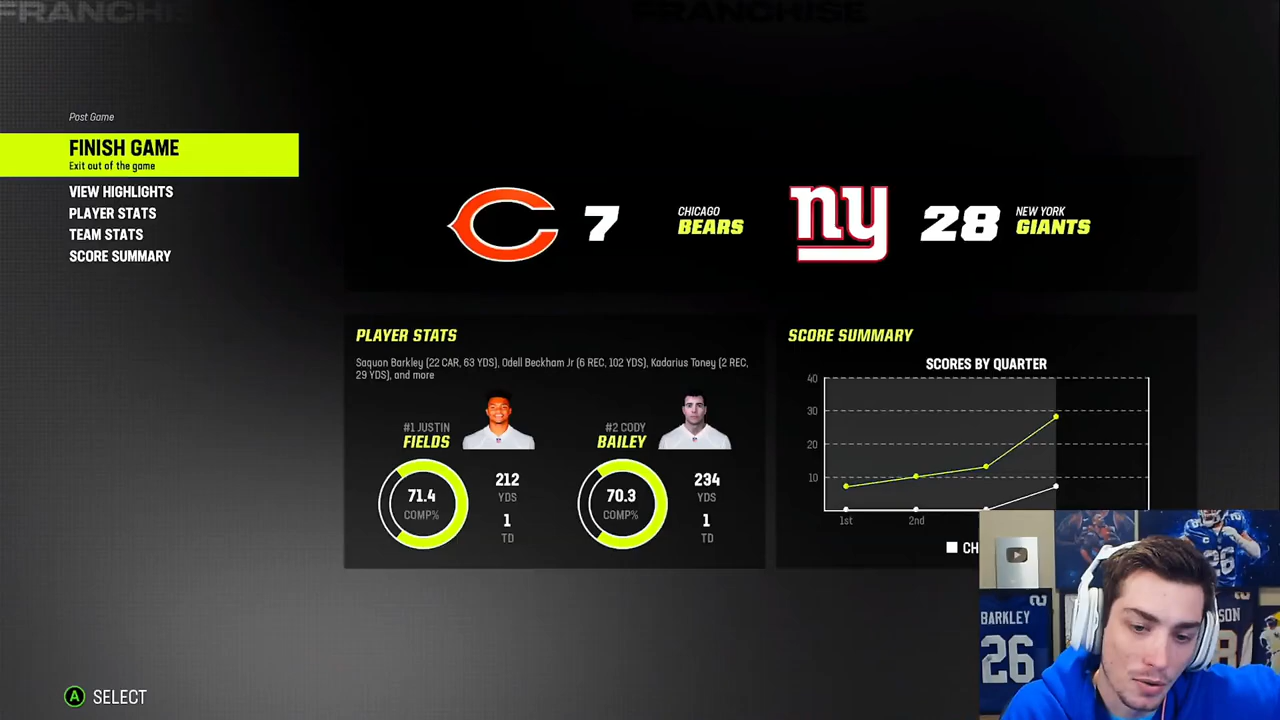 FRANCHISE
FRANCHISE
Post Game
FINISH GAME
Exit out of the game
VIEW HIGHLIGHTS
PLAYER STATS
TEAM STATS
SCORE SUMMARY
7
CHICAGO
BEARS
ny
28
NEW YORK
GIANTS
PLAYER STATS
Saquon Barkley (22 CAR, 63 YDS), Odell Beckham Jr (6 REC, 102 YDS), Kadarius Toney (2 REC,
29 YDS), and more
#1 JUSTIN
FIELDS
71.4
COMP%
212
YDS
1
TD
#2 CODY
BAILEY
70.3
COMP%
234
YDS
1
TD
SCORE SUMMARY
SCORES BY QUARTER
40
30
20
10
1st
2nd
CH
BARKLEY
26
26
SON
A SELECT